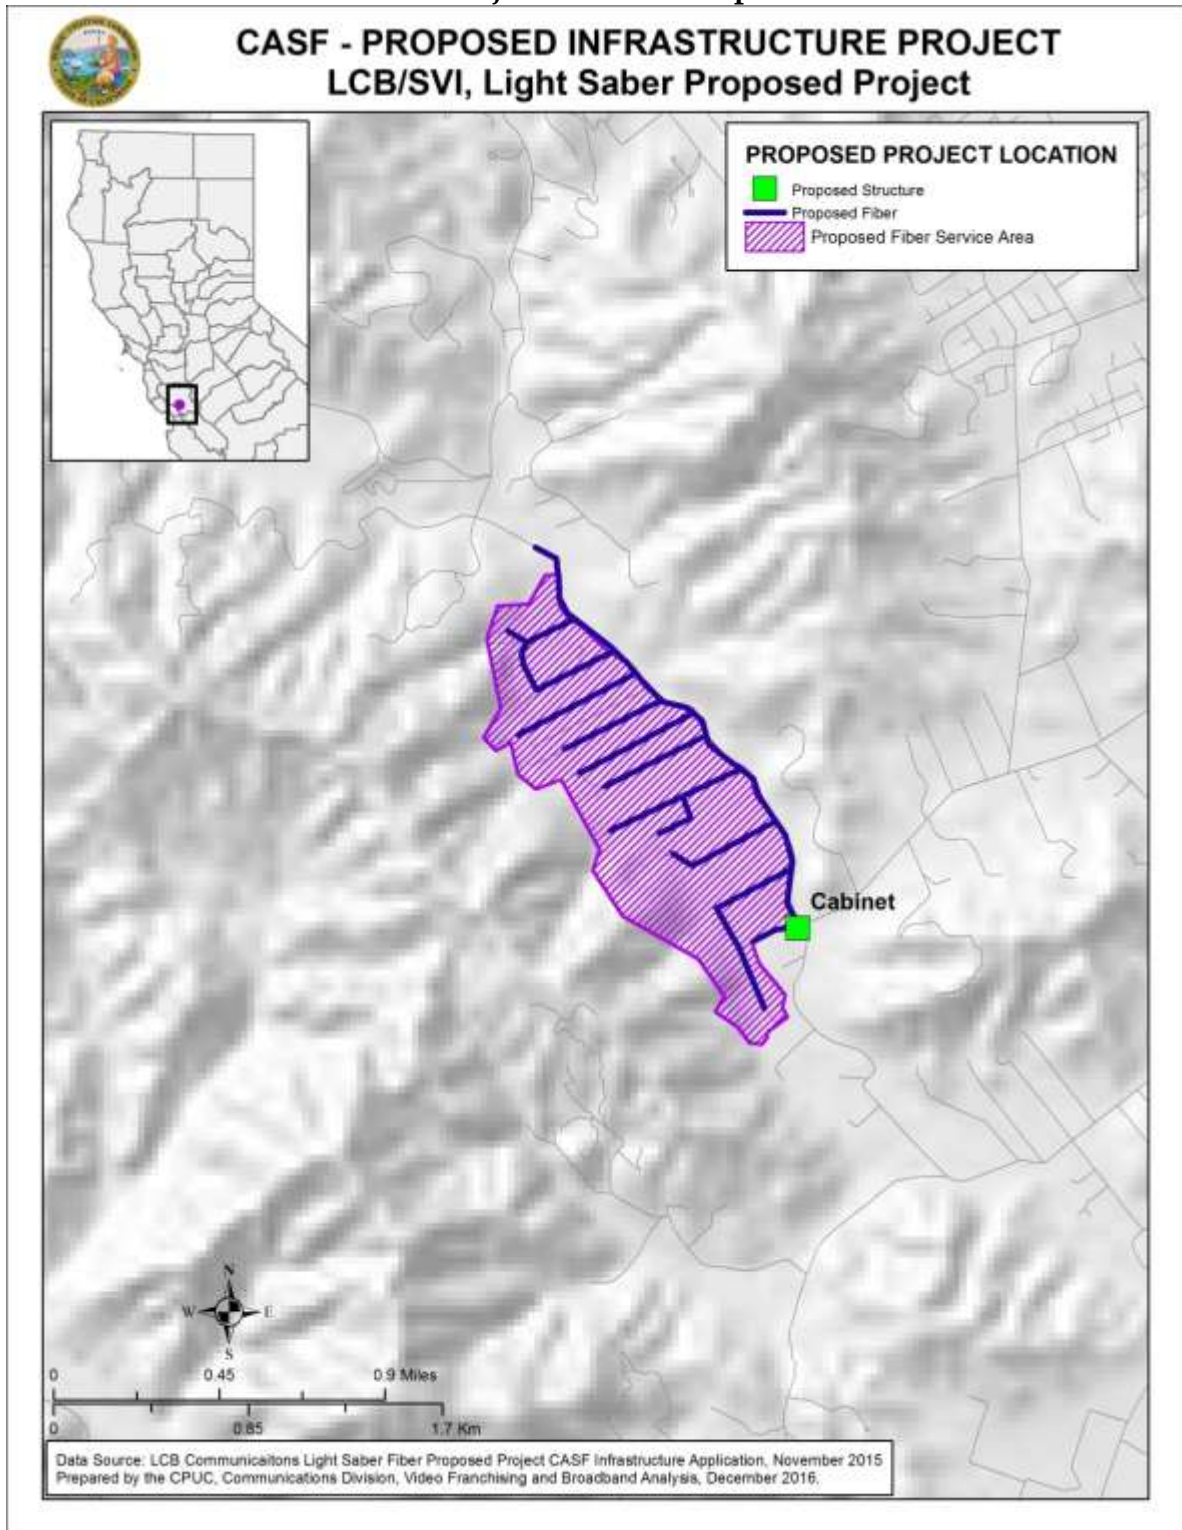 CASF - PROPOSED INFRASTRUCTURE PROJECT
LCB/SVI, Light Saber Proposed Project
PROPOSED PROJECT LOCATION
Proposed Structure
Proposed Fiber
Proposed Fiber Service Area
Cabinet
N
W E
S
0 0.45 0.9 Miles
0 0.85 1.7 Km
Data Source: LCB Communicaitons Light Saber Fiber Proposed Project CASF Infrastructure Application, November 2015
Prepared by the CPUC, Communications Division, Video Franchising and Broadband Analysis, December 2016.